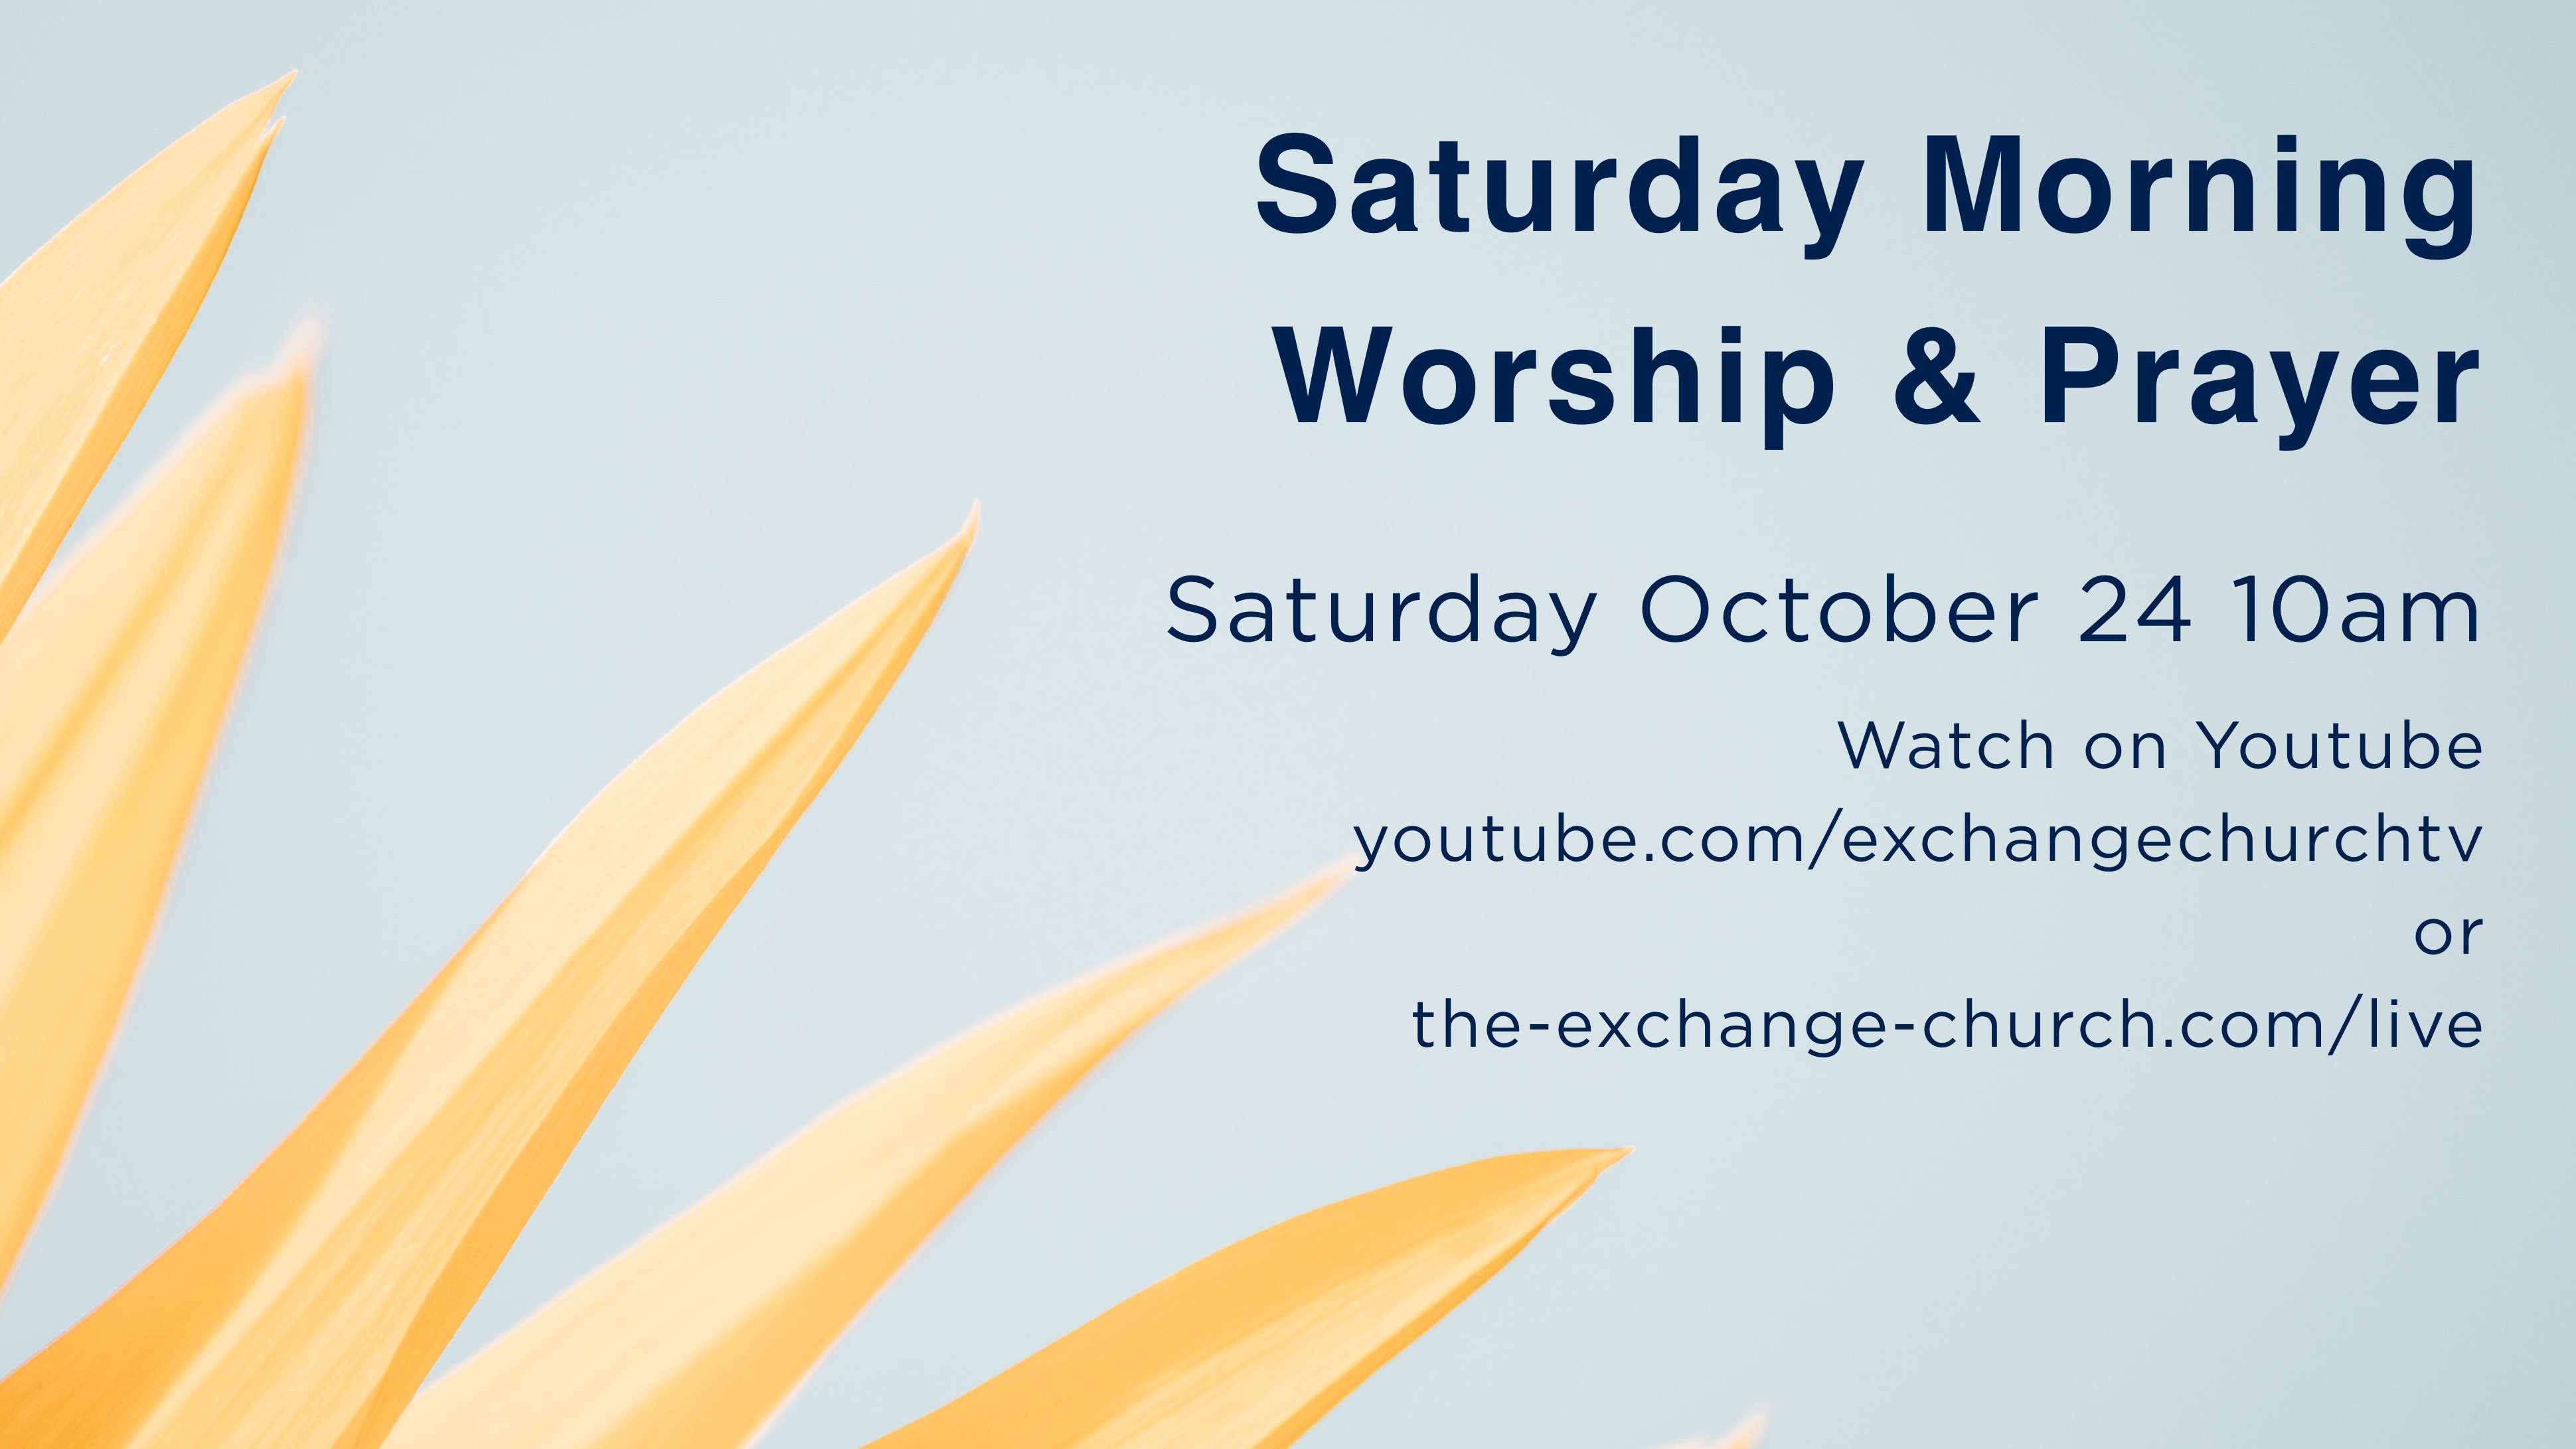 Saturday Morning
Worship & Prayer
Saturday October 24 10am
Watch on Youtube
youtube.com/exchangechurchtv
or
the-exchange-church.com/live